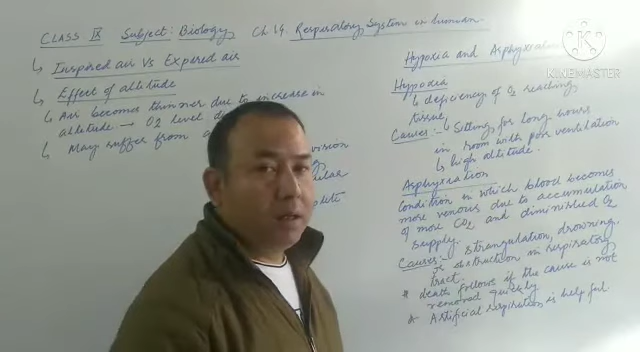 CLASS IX Subject: Biology, Ch 14. Respiratory System in human.
Inspired air vs Expired air
Effect of altitude
Air becomes thinner due to increase in
altitude → O2 level de
May suffer from a vision
Hypoxia and Asphyxiation
KINEMASTER
Hypoxia
deficiency of O2 reaching
tissue,
Causes:- Sitting for long hours
in room with poor ventilation
high altitude.
Asphyxiation
Condition in which blood becomes
more venous due to accumulation
of more CO2 and diminished O2
supply.
Causes:- strangulation, drowning,
or obstruction in respiratory
tract.
* death follows if the cause is not
removed quickly
* Artificial respiration is helpful.